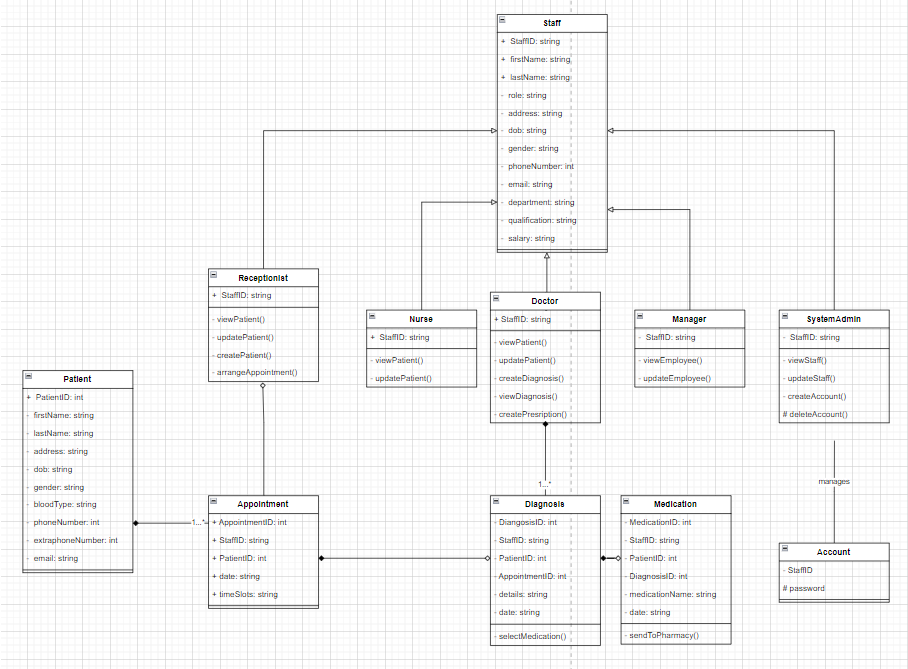 Staff
+ StaffID: string
+ firstName: string
+ lastName: string
- role: string
- address: string
- dob: string
- gender: string
- phoneNumber: int
- email: string
- department: string
- qualification: string
- salary: string
Receptionist
+ StaffID: string
- viewPatient()
- updatePatient()
- createPatient()
- arrangeAppointment()
Nurse
+ StaffID: string
- viewPatient()
- updatePatient()
Doctor
+ StaffID: string
- viewPatient()
- updatePatient()
- createDiagnosis()
- viewDiagnosis()
- createPresription()
Manager
- StaffID: string
- viewEmployee()
- updateEmployee()
SystemAdmin
- StaffID: string
- viewStaff()
- updateStaff()
- createAccount()
# deleteAccount()
Patient
+ PatientID: int
- firstName: string
- lastName: string
- address: string
- dob: string
- gender: string
- bloodType: string
- phoneNumber: int
- extraphoneNumber: int
- email: string
1...*
Appointment
+ AppointmentID: int
+ StaffID: string
+ PatientID: int
+ date: string
+ timeSlots: string
1...*
Diagnosis
- DiangosisID: int
- StaffID: string
- PatientID: int
- AppointmentID: int
- details: string
- date: string
- selectMedication()
Medication
- MedicationID: int
- StaffID: string
- PatientID: int
- DiagnosisID: int
- medicationName: string
- date: string
- sendToPharmacy()
manages
Account
- StaffID
# password